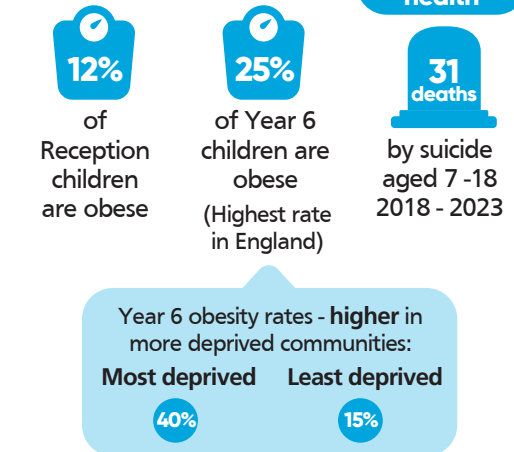 health
12%
of
Reception
children
are obese
25%
of Year 6
children are
obese
(Highest rate
in England)
31
deaths
by suicide
aged 7 -18
2018 - 2023
Year 6 obesity rates - higher in
more deprived communities:
Most deprived
40%
Least deprived
15%